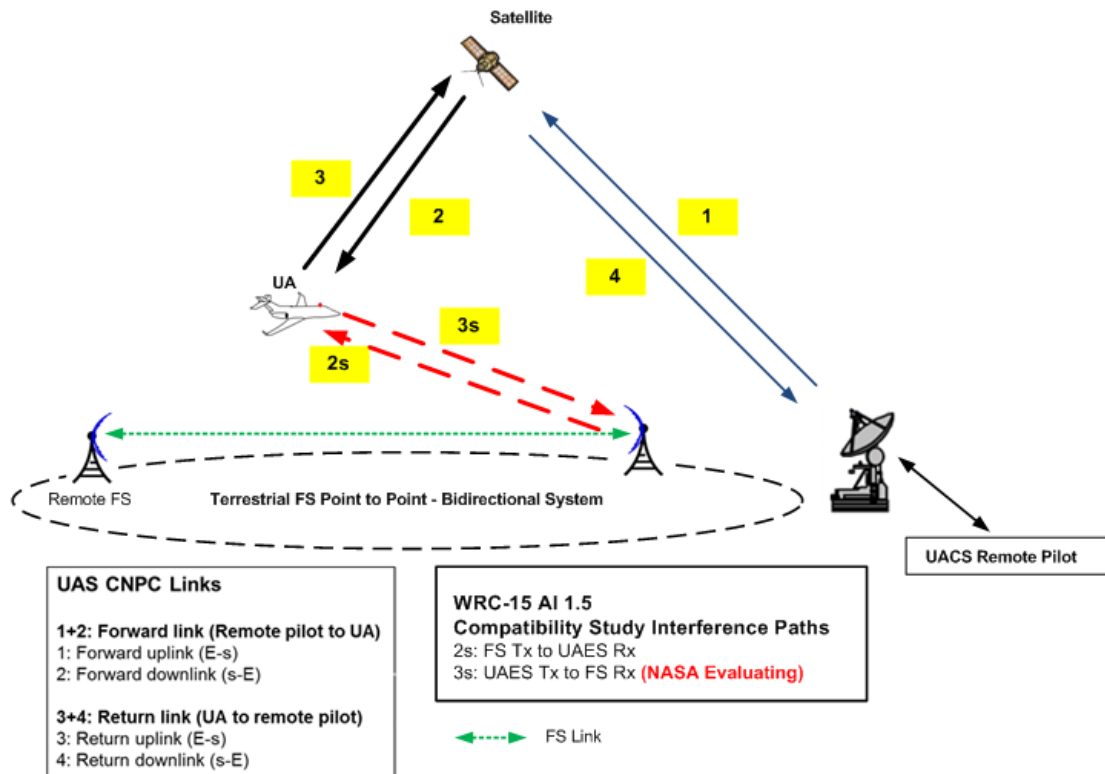 Satellite
3
2
1
4
UA
3s
2s
Remote FS
Terrestrial FS Point to Point - Bidirectional System
UACS Remote Pilot
UAS CNPC Links
1+2: Forward link (Remote pilot to UA)
1: Forward uplink (E-s)
2: Forward downlink (s-E)
3+4: Return link (UA to remote pilot)
3: Return uplink (E-s)
4: Return downlink (s-E)
WRC-15 AI 1.5
Compatibility Study Interference Paths
2s: FS Tx to UAES Rx
3s: UAES Tx to FS Rx (NASA Evaluating)
FS Link